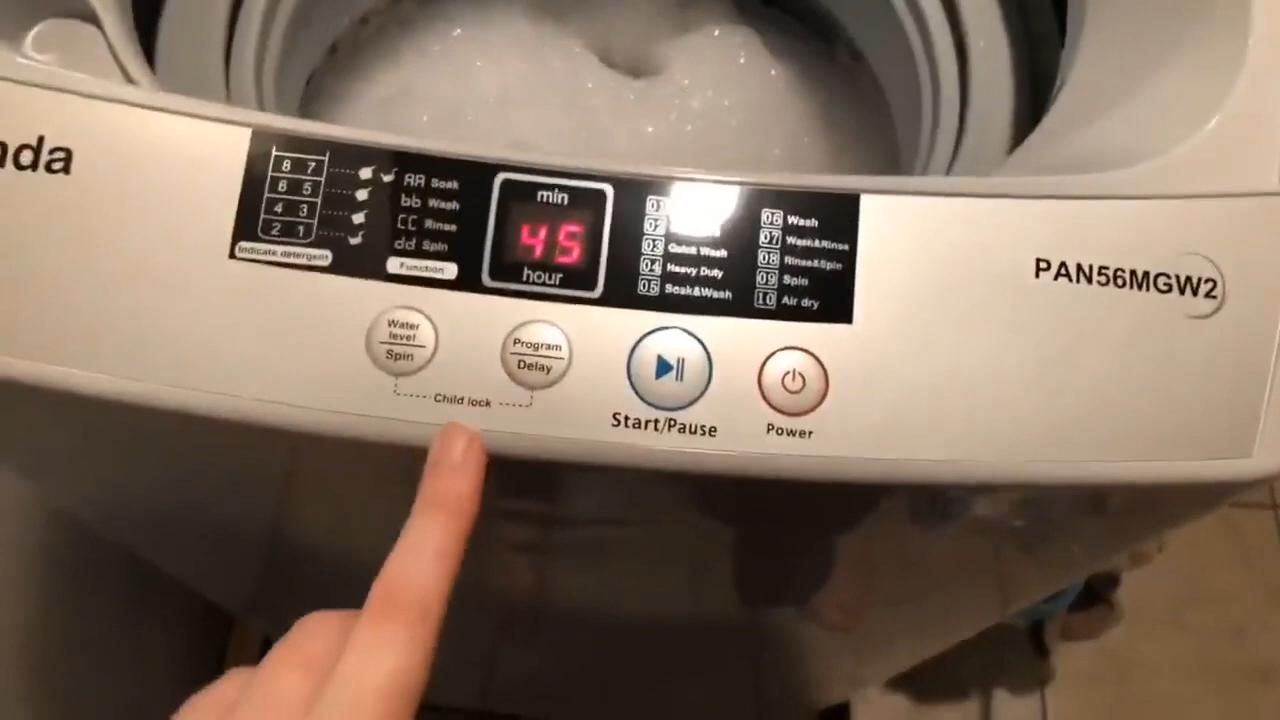 nda
8 7
6 5
4 3
2 1
Indicate detergent
AA Soak
bb Wash
CC Rinse
dd Spin
Function
min
45
hour
01
02
03 Quick Wash
04 Heavy Duty
05 Soak&Wash
06 Wash
07 Wash&Rinse
08 Rinse&Spin
09 Spin
10 Air dry
PAN56MGW2
Water
level
Spin
Program
Delay
Child lock
Start/Pause
Power